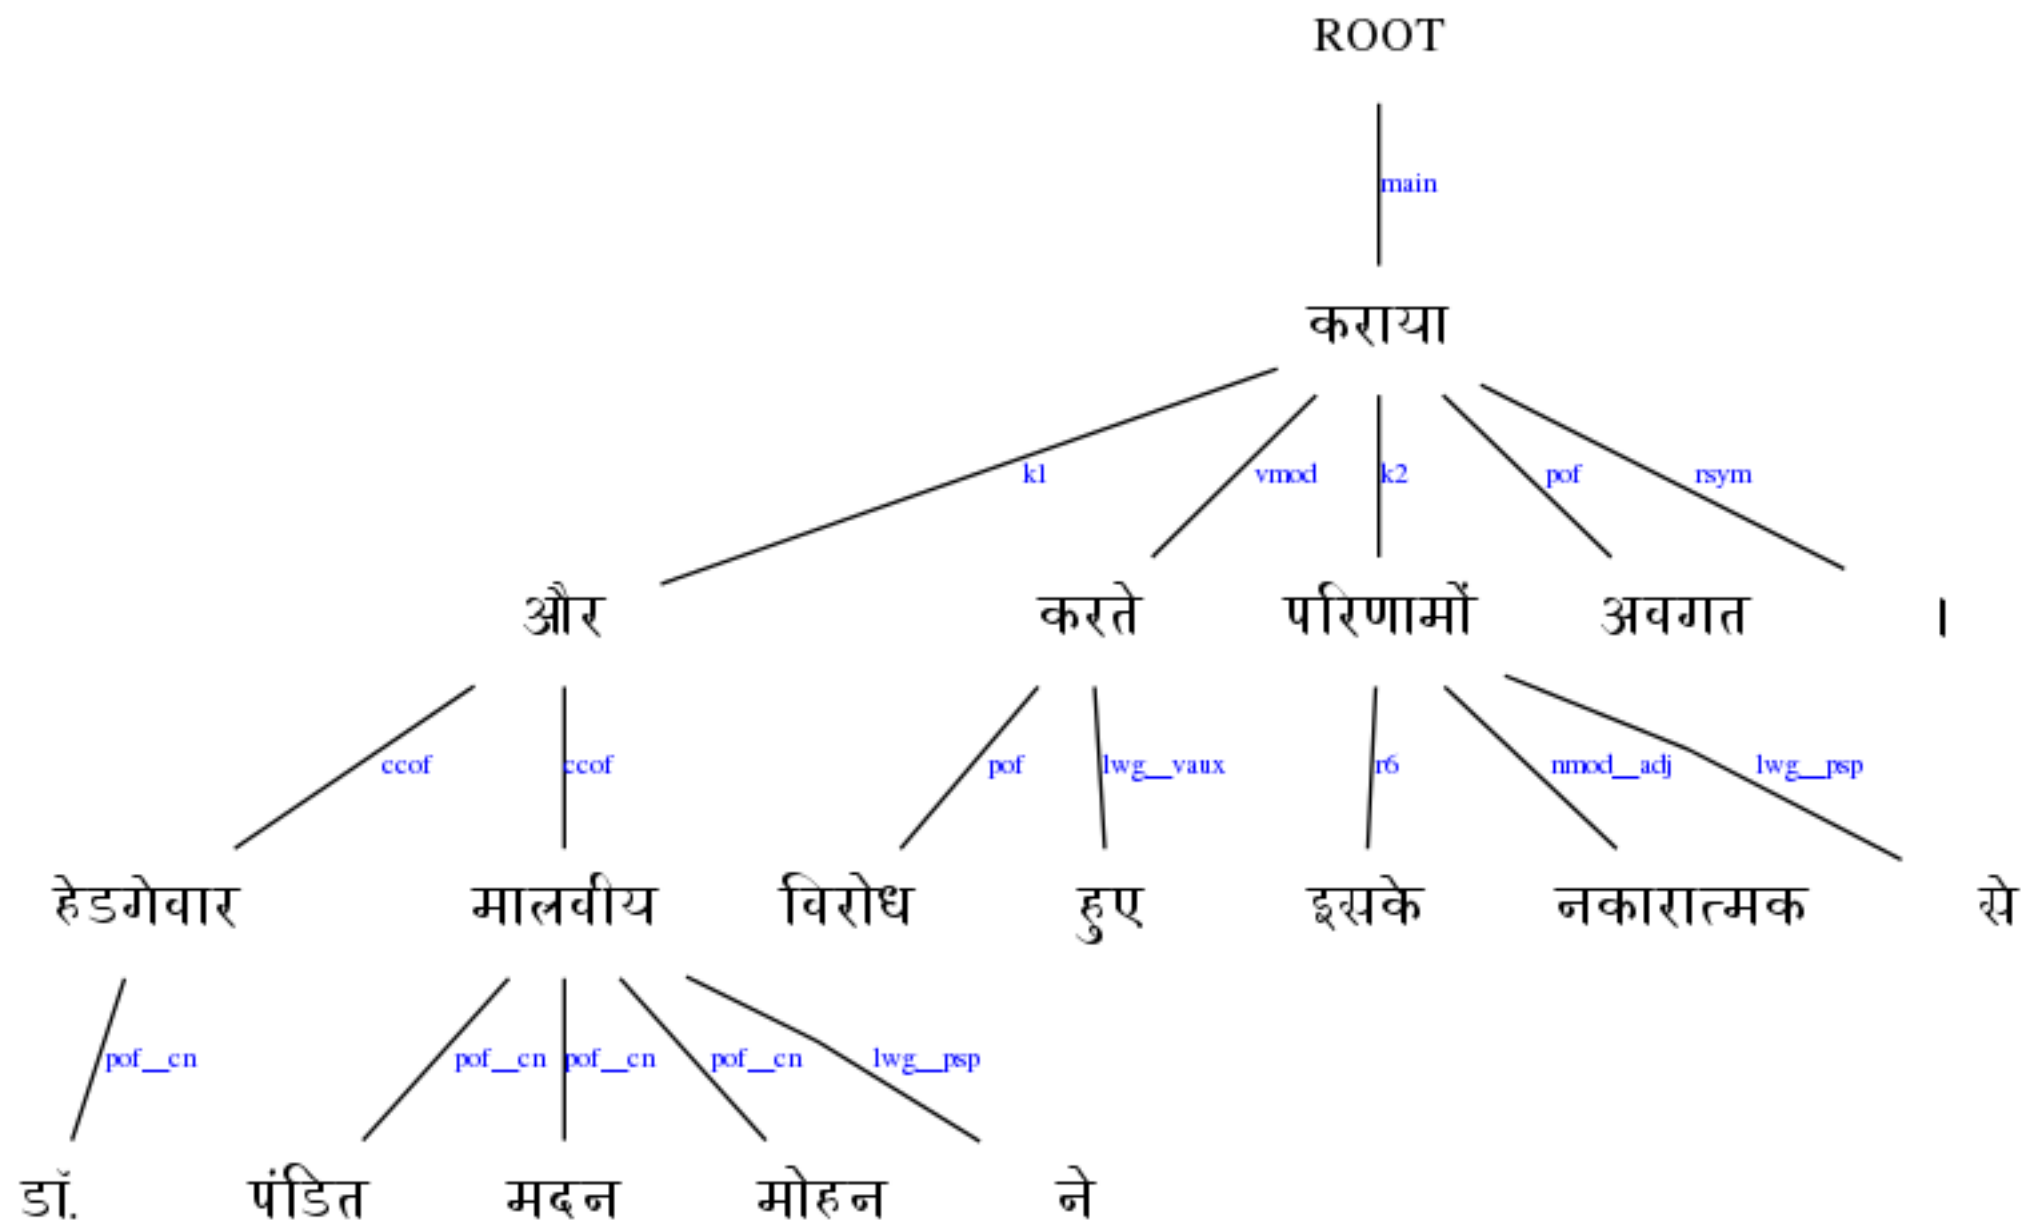 ROOT
main
कराया
k1 vmod k2 pof rsym
और करते परिणामों अवगत ।
ccof ccof pof lwg__vaux r6 nmod__adj lwg__psp
हेडगेवार मालवीय विरोध हुए इसके नकारात्मक से
pof__cn pof__cn pof__cn pof__cn lwg__psp
डॉ. पंडित मदन मोहन ने